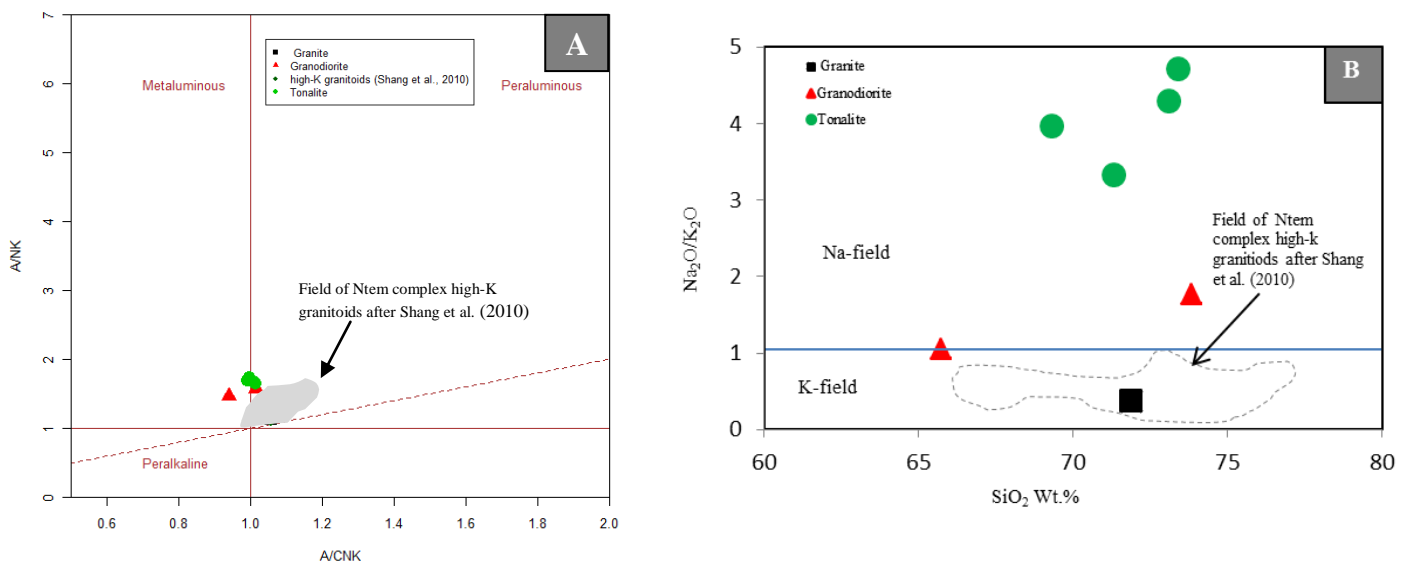 A
Granite
Granodiorite
high-K granitoids (Shang et al., 2010)
Tonalite
Metaluminous
Peraluminous
Field of Ntem complex high-K
granitoids after Shang et al. (2010)
Peralkaline
A/NK
7
6
5
4
3
2
1
0
0.6 0.8 1.0 1.2 1.4 1.6 1.8 2.0
A/CNK
B
Granite
Granodiorite
Tonalite
Field of Ntem
complex high-k
granitiods after Shang
et al. (2010)
Na-field
K-field
Na₂O/K₂O
5
4
3
2
1
0
60 65 70 75 80
SiO₂ Wt.%